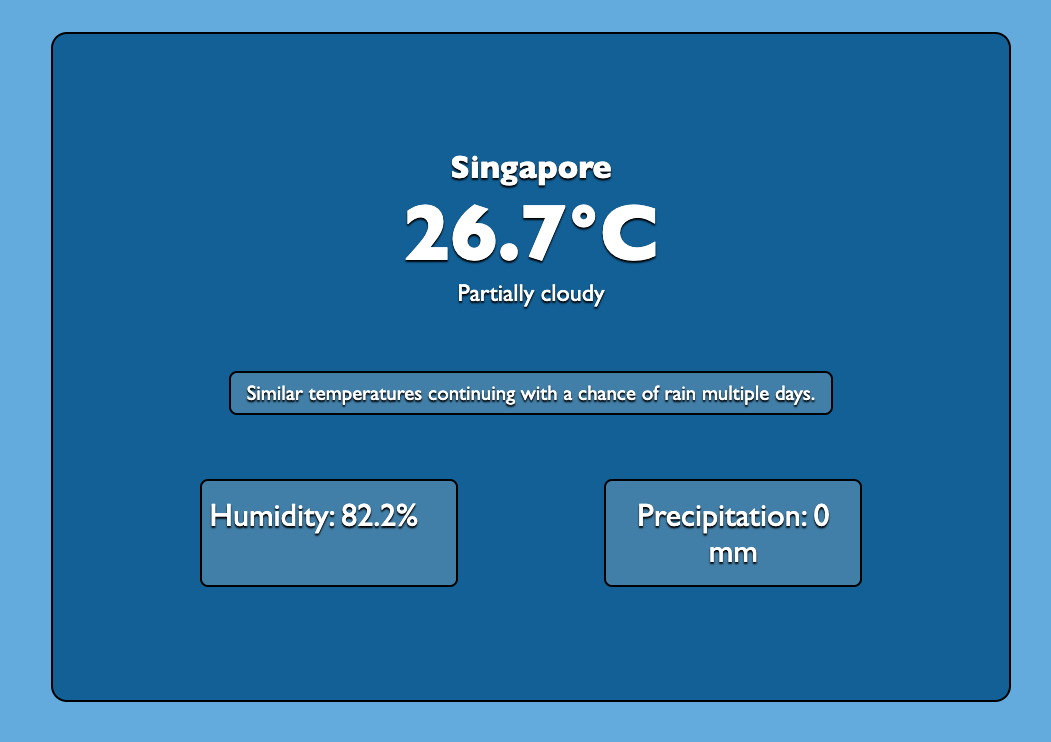 Singapore
26.7°C
Partially cloudy
Similar temperatures continuing with a chance of rain multiple days.
Humidity: 82.2%
Precipitation: 0
mm